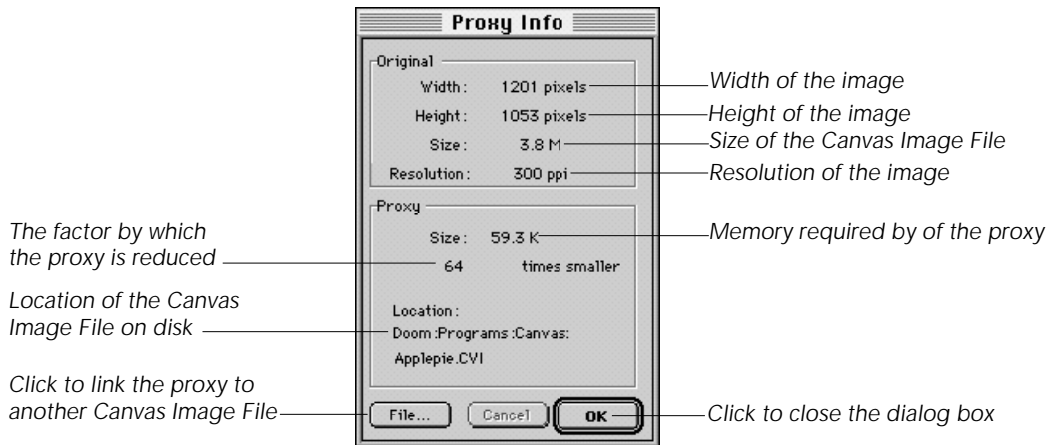 Proxy Info
Original
Width: 1201 pixels
Width of the image
Height: 1053 pixels
Height of the image
Size: 3.8 M
Size of the Canvas Image File
Resolution: 300 ppi
Resolution of the image
Proxy
Size: 59.3 K
Memory required by of the proxy
The factor by which
the proxy is reduced
64 times smaller
Location of the Canvas
Image File on disk
Location:
Doom:Programs:Canvas:
Applepie.CVI
Click to link the proxy to
another Canvas Image File
File...
Cancel
OK
Click to close the dialog box